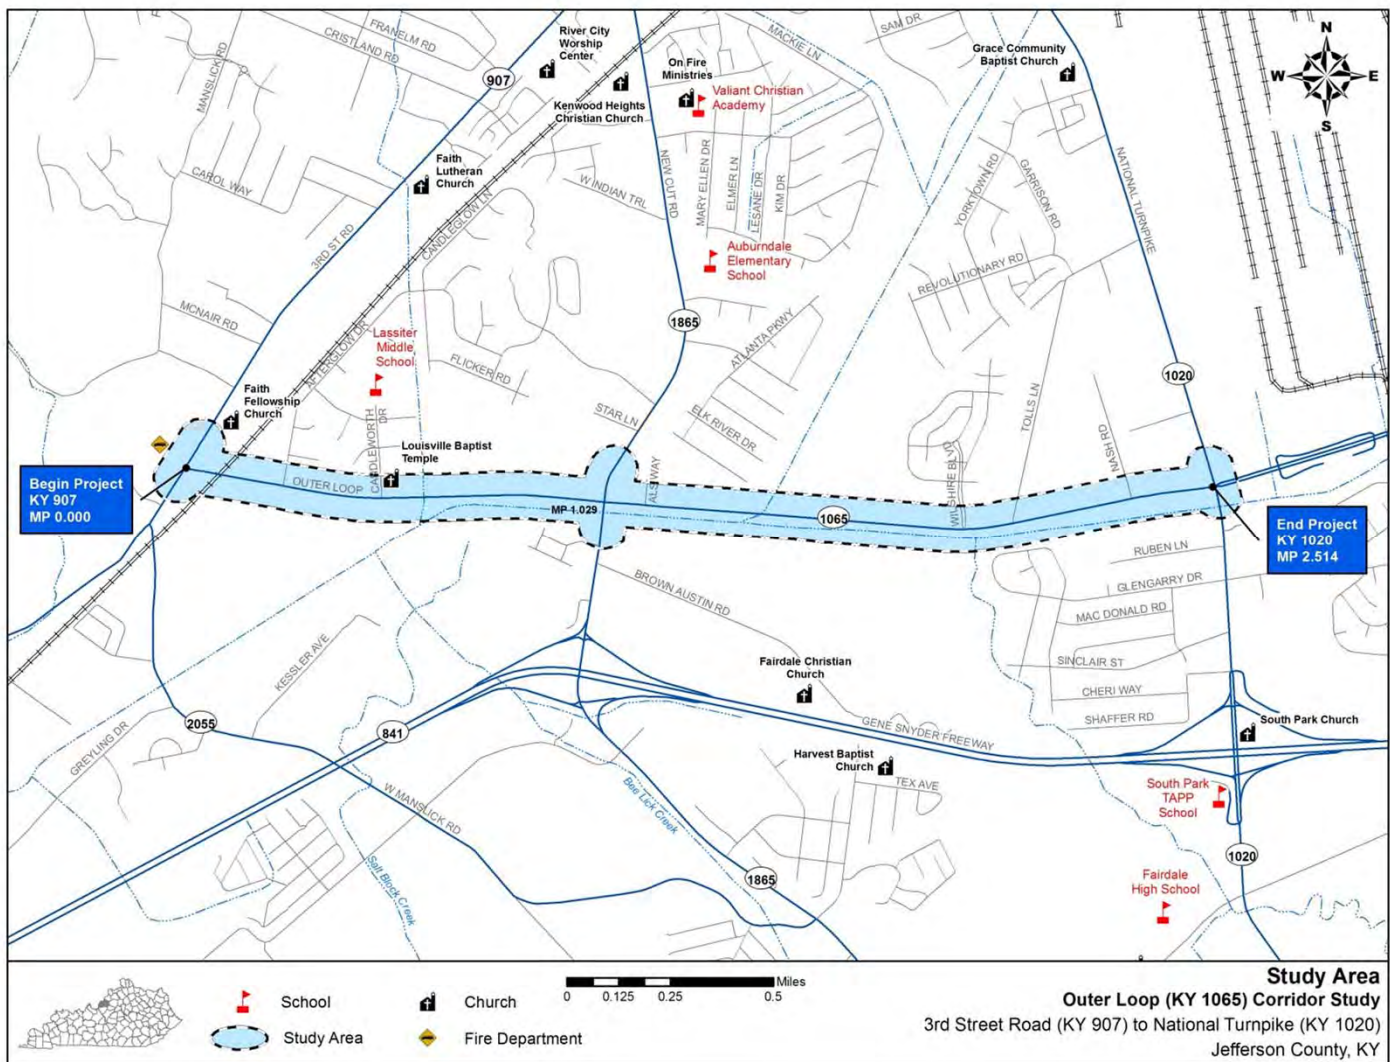 FRANELM RD
CRISTLAND RD
MANSLICK RD
907
River City
Worship
Center
Kenwood Heights
Christian Church
On Fire
Ministries
Valiant Christian
Academy
MACKIE LN
SAM DR
Grace Community
Baptist Church
N
W
E
S
CAROL WAY
Faith
Lutheran
Church
3RD ST RD
CANDLEGLOW LN
W INDIAN TRL
NEW CUT RD
MARY ELLEN DR
ELMER LN
LESANE DR
KIM DR
YORKTOWN RD
GARRISON RD
NATIONAL TURNPIKE
Auburndale
Elementary
School
REVOLUTIONARY RD
MCNAIR RD
AFTERGLOW DR
Lassiter
Middle
School
FLICKER RD
1865
ATLANTA PKWY
1020
Faith
Fellowship
Church
CANDLEWORTH
DR
STAR LN
ELK RIVER DR
TOLLS LN
NASH RD
Louisville Baptist
Temple
Begin Project
KY 907
MP 0.000
OUTER LOOP
MP 1.029
ALSWAY
1065
WILSHIRE BLVD
End Project
KY 1020
MP 2.514
RUBEN LN
GLENGARRY DR
BROWN AUSTIN RD
MAC DONALD RD
SINCLAIR ST
CHERI WAY
SHAFFER RD
KESSLER AVE
Fairdale Christian
Church
GREYLING DR
2055
841
GENE SNYDER FREEWAY
South Park Church
Harvest Baptist
Church
TEX AVE
South Park
TAPP
School
W MANSLICK RD
Bee Lick Creek
Salt Block Creek
1865
1020
Fairdale
High School
School
Church
Study Area
Fire Department
0 0.125 0.25 0.5
Miles
Study Area
Outer Loop (KY 1065) Corridor Study
3rd Street Road (KY 907) to National Turnpike (KY 1020)
Jefferson County, KY